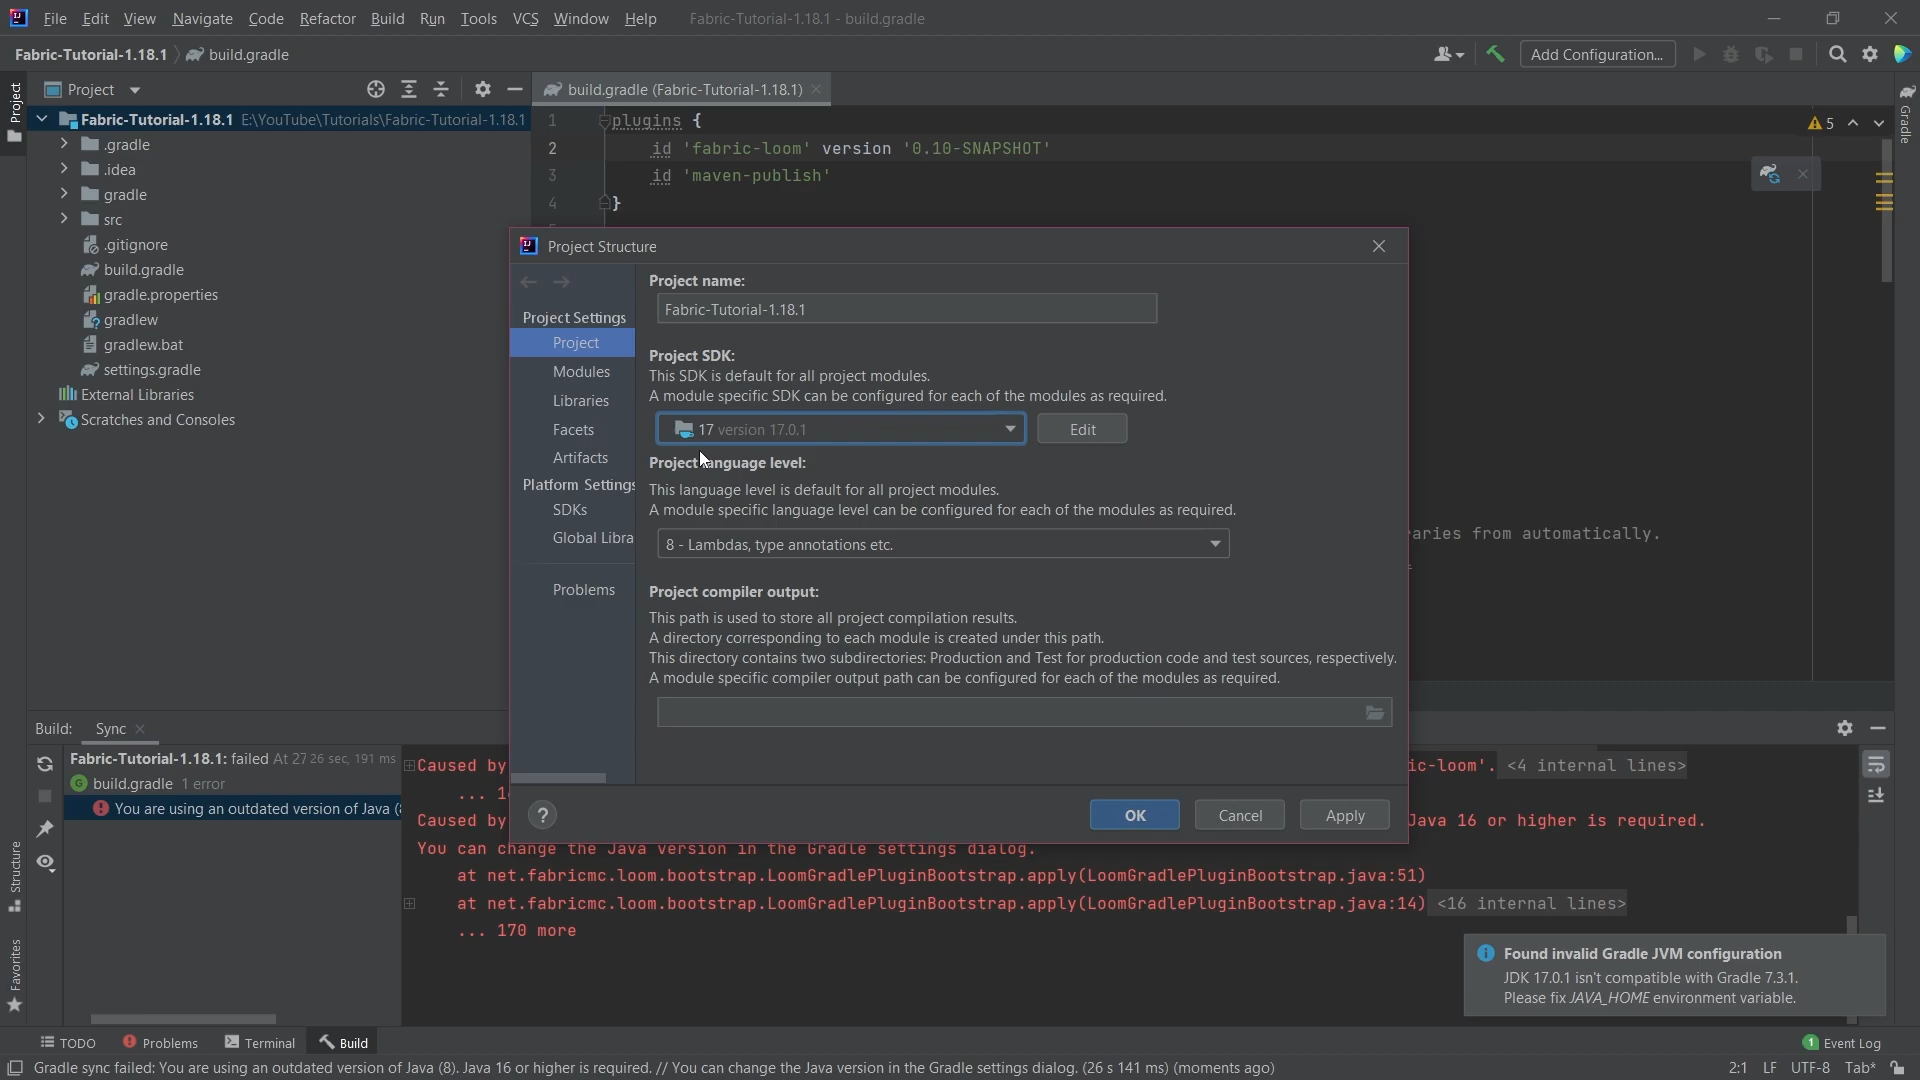 File Edit View Navigate Code Refactor Build Run Tools VCS Window Help Fabric-Tutorial-1.18.1 - build.gradle
Fabric-Tutorial-1.18.1 build.gradle Add Configuration...
Project
Project
build.gradle (Fabric-Tutorial-1.18.1)
Gradle
Fabric-Tutorial-1.18.1 E:\YouTube\Tutorials\Fabric-Tutorial-1.18.1
.gradle
.idea
gradle
src
.gitignore
build.gradle
gradle.properties
gradlew
gradlew.bat
settings.gradle
External Libraries
Scratches and Consoles
1 plugins {
2 id 'fabric-loom' version '0.10-SNAPSHOT'
3 id 'maven-publish'
4 }
5
Project Structure
Project Settings
Project
Modules
Libraries
Facets
Artifacts
Platform Settings
SDKs
Global Libra
Problems
Project name:
Fabric-Tutorial-1.18.1
Project SDK:
This SDK is default for all project modules.
A module specific SDK can be configured for each of the modules as required.
17 version 17.0.1 Edit
Project language level:
This language level is default for all project modules.
A module specific language level can be configured for each of the modules as required.
8 - Lambdas, type annotations etc.
Project compiler output:
This path is used to store all project compilation results.
A directory corresponding to each module is created under this path.
This directory contains two subdirectories: Production and Test for production code and test sources, respectively.
A module specific compiler output path can be configured for each of the modules as required.
? OK Cancel Apply
aries from automatically.
Build: Sync
Fabric-Tutorial-1.18.1: failed At 27 26 sec, 191 ms
build.gradle 1 error
You are using an outdated version of Java (8
Caused by ic-loom'. <4 internal lines>
... 1
Caused by Java 16 or higher is required.
You can change the Java version in the Gradle settings dialog.
at net.fabricmc.loom.bootstrap.LoomGradlePluginBootstrap.apply(LoomGradlePluginBootstrap.java:51)
at net.fabricmc.loom.bootstrap.LoomGradlePluginBootstrap.apply(LoomGradlePluginBootstrap.java:14) <16 internal lines>
... 170 more
Structure
Favorites
Found invalid Gradle JVM configuration
JDK 17.0.1 isn't compatible with Gradle 7.3.1.
Please fix JAVA_HOME environment variable.
TODO Problems Terminal Build 1 Event Log
Gradle sync failed: You are using an outdated version of Java (8). Java 16 or higher is required. // You can change the Java version in the Gradle settings dialog. (26 s 141 ms) (moments ago) 2:1 LF UTF-8 Tab*